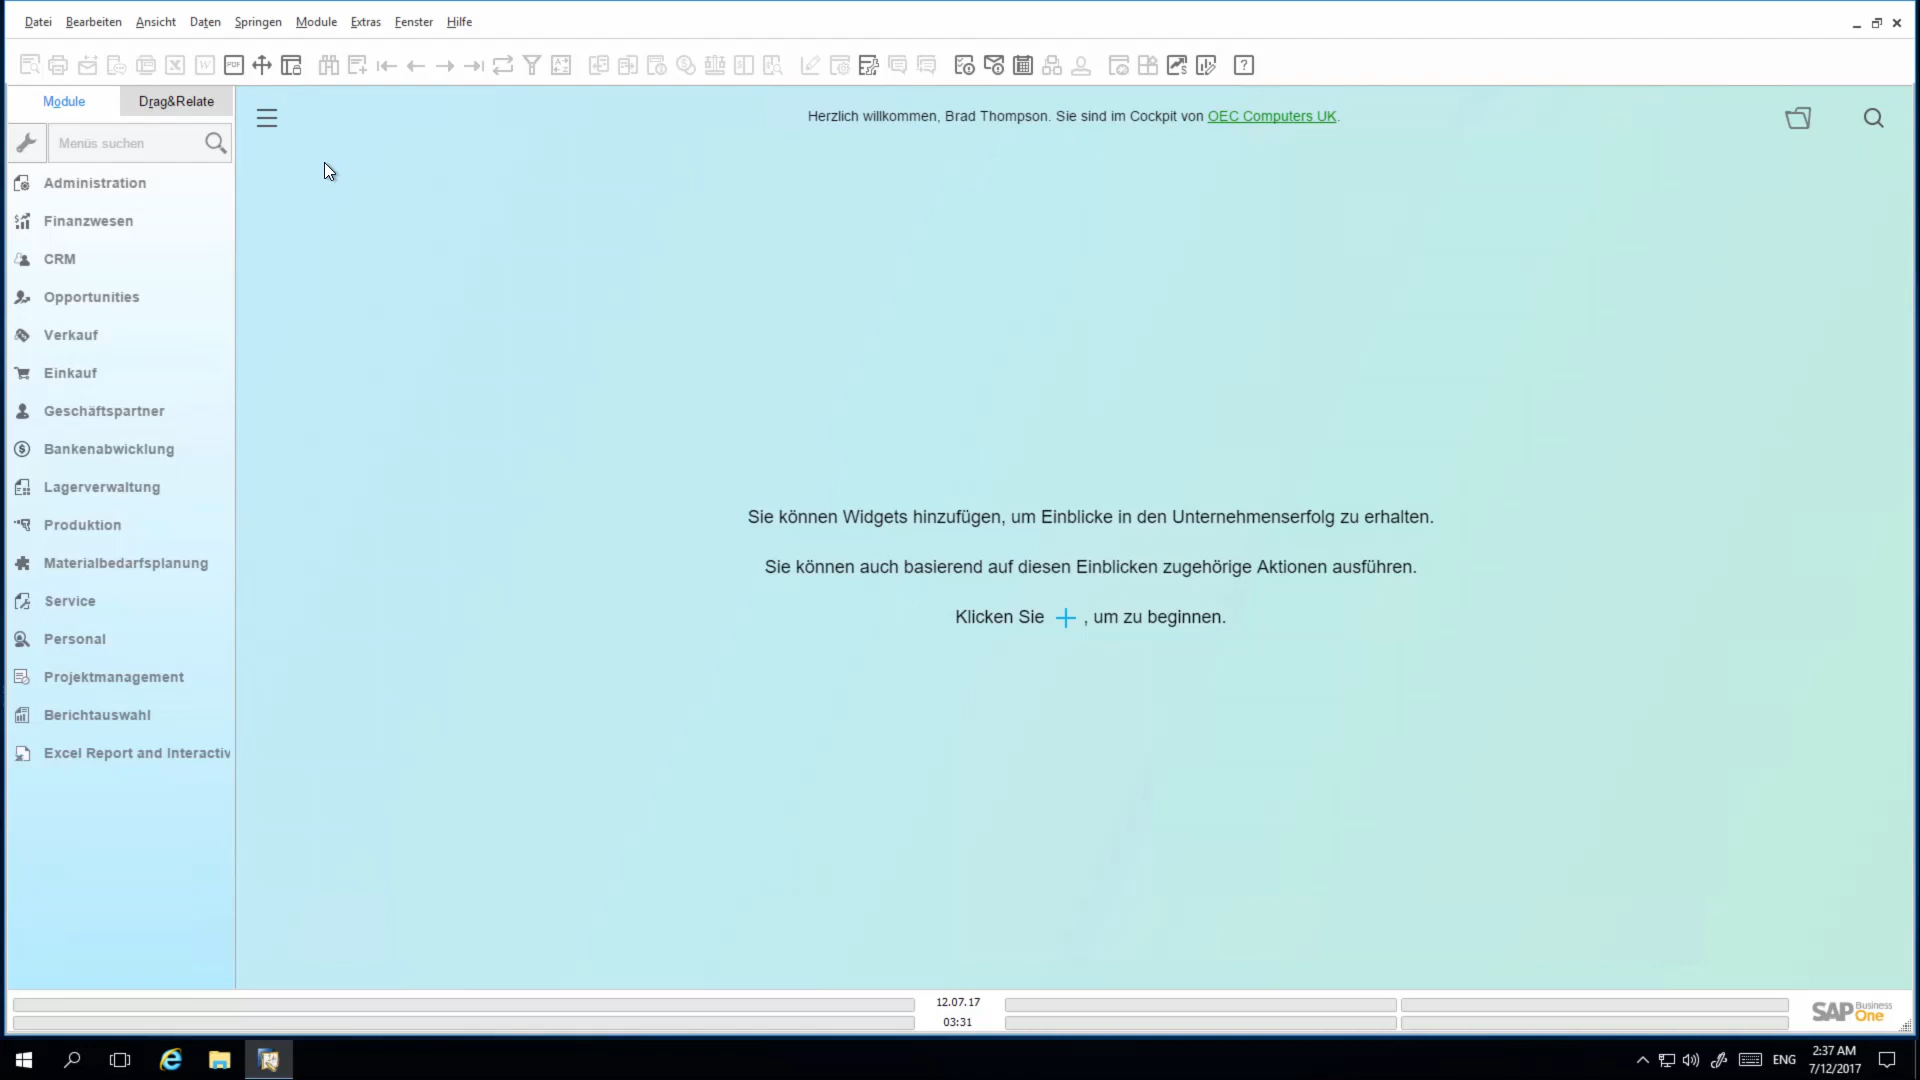 Datei Bearbeiten Ansicht Daten Springen Module Extras Fenster Hilfe
PDF
Module Drag&Relate
Menüs suchen
Herzlich willkommen, Brad Thompson. Sie sind im Cockpit von OEC Computers UK.
Administration
Finanzwesen
CRM
Opportunities
Verkauf
Einkauf
Geschäftspartner
Bankenabwicklung
Lagerverwaltung
Produktion
Materialbedarfsplanung
Service
Personal
Projektmanagement
Berichtauswahl
Excel Report and Interactiv
Sie können Widgets hinzufügen, um Einblicke in den Unternehmenserfolg zu erhalten.
Sie können auch basierend auf diesen Einblicken zugehörige Aktionen ausführen.
Klicken Sie + , um zu beginnen.
12.07.17
03:31
SAP Business One
ENG
2:37 AM
7/12/2017